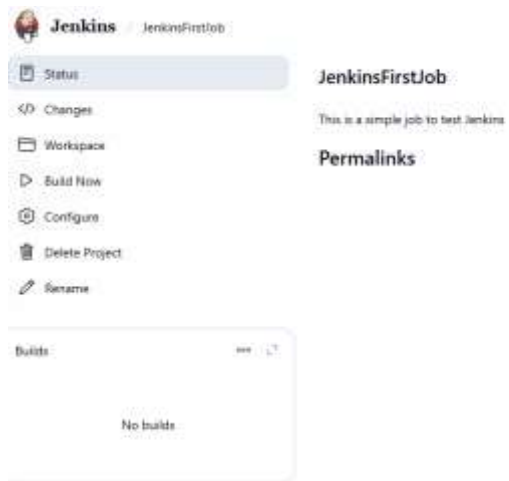 Jenkins / JenkinsFirstJob
Status
Changes
Workspace
Build Now
Configure
Delete Project
Rename
Builds
No builds
JenkinsFirstJob
This is a simple job to test Jenkins
Permalinks